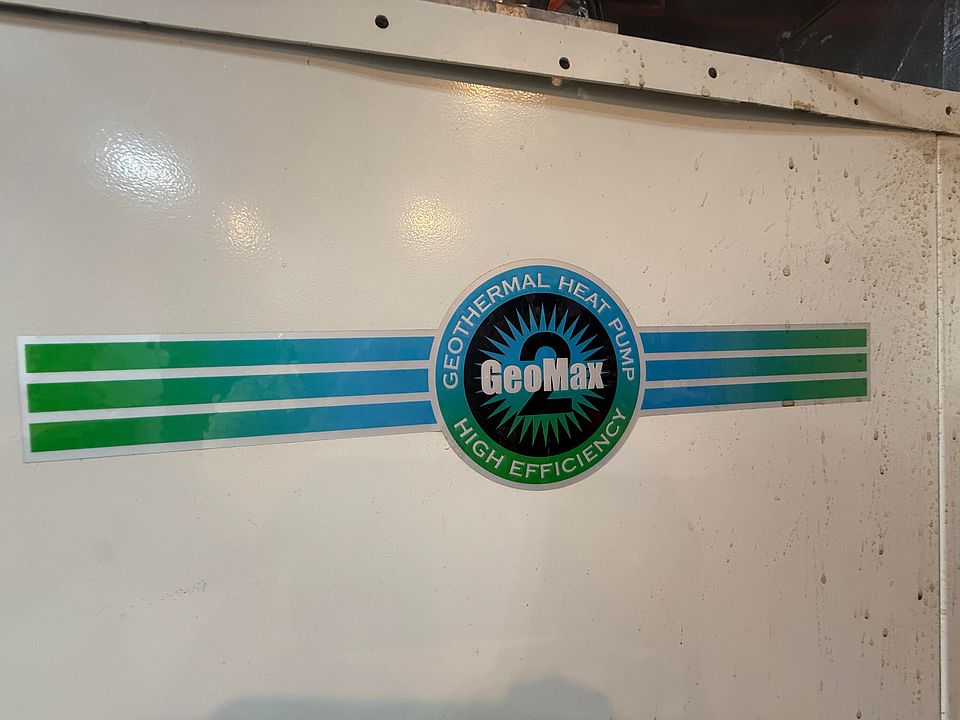 GEOTHERMAL HEAT PUMP
2
GeoMax
HIGH EFFICIENCY